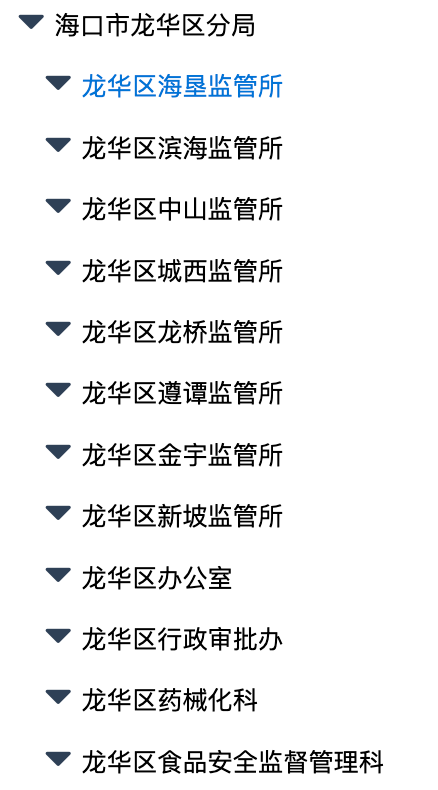 海口市龙华区分局
龙华区海垦监管所
龙华区滨海监管所
龙华区中山监管所
龙华区城西监管所
龙华区龙桥监管所
龙华区遵谭监管所
龙华区金宇监管所
龙华区新坡监管所
龙华区办公室
龙华区行政审批办
龙华区药械化科
龙华区食品安全监督管理科